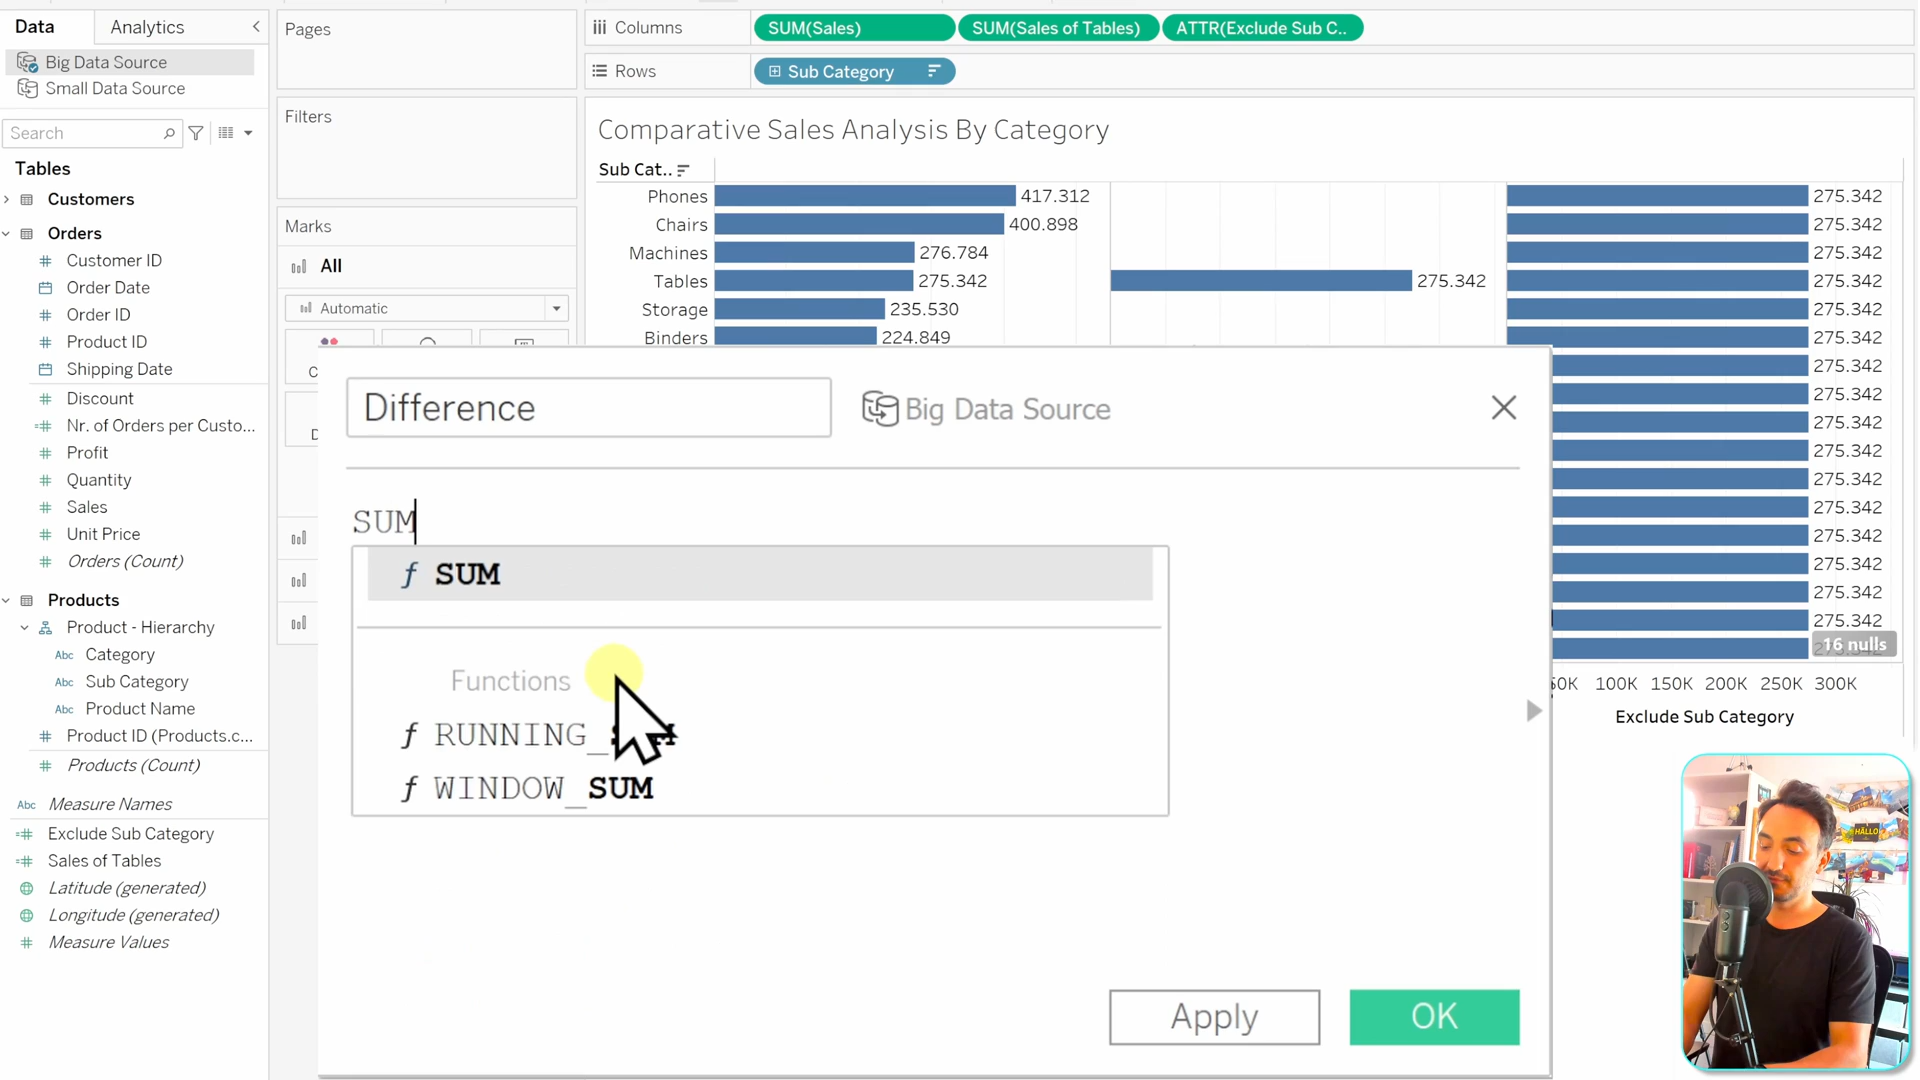 Data
Analytics
Big Data Source
Small Data Source
Search
Tables
Customers
Orders
Customer ID
Order Date
Order ID
Product ID
Shipping Date
Discount
Nr. of Orders per Custo...
Profit
Quantity
Sales
Unit Price
Orders (Count)
Products
Product - Hierarchy
Abc Category
Abc Sub Category
Abc Product Name
Product ID (Products.c...
Products (Count)
Abc Measure Names
Exclude Sub Category
Sales of Tables
Latitude (generated)
Longitude (generated)
Measure Values
Pages
Filters
Marks
All
Automatic
Columns
SUM(Sales)
SUM(Sales of Tables)
ATTR(Exclude Sub C..
Rows
Sub Category
Comparative Sales Analysis By Category
Sub Cat..
Phones 417.312 275.342
Chairs 400.898 275.342
Machines 276.784 275.342
Tables 275.342 275.342 275.342
Storage 235.530 275.342
Binders 224.849 275.342
275.342
275.342
275.342
275.342
275.342
275.342
275.342
275.342
275.342
275.342
16 nulls
100K 150K 200K 250K 300K
Exclude Sub Category
Difference
Big Data Source
SUM
f SUM
Functions
f RUNNING_SUM
f WINDOW_SUM
Apply
OK
HALLO